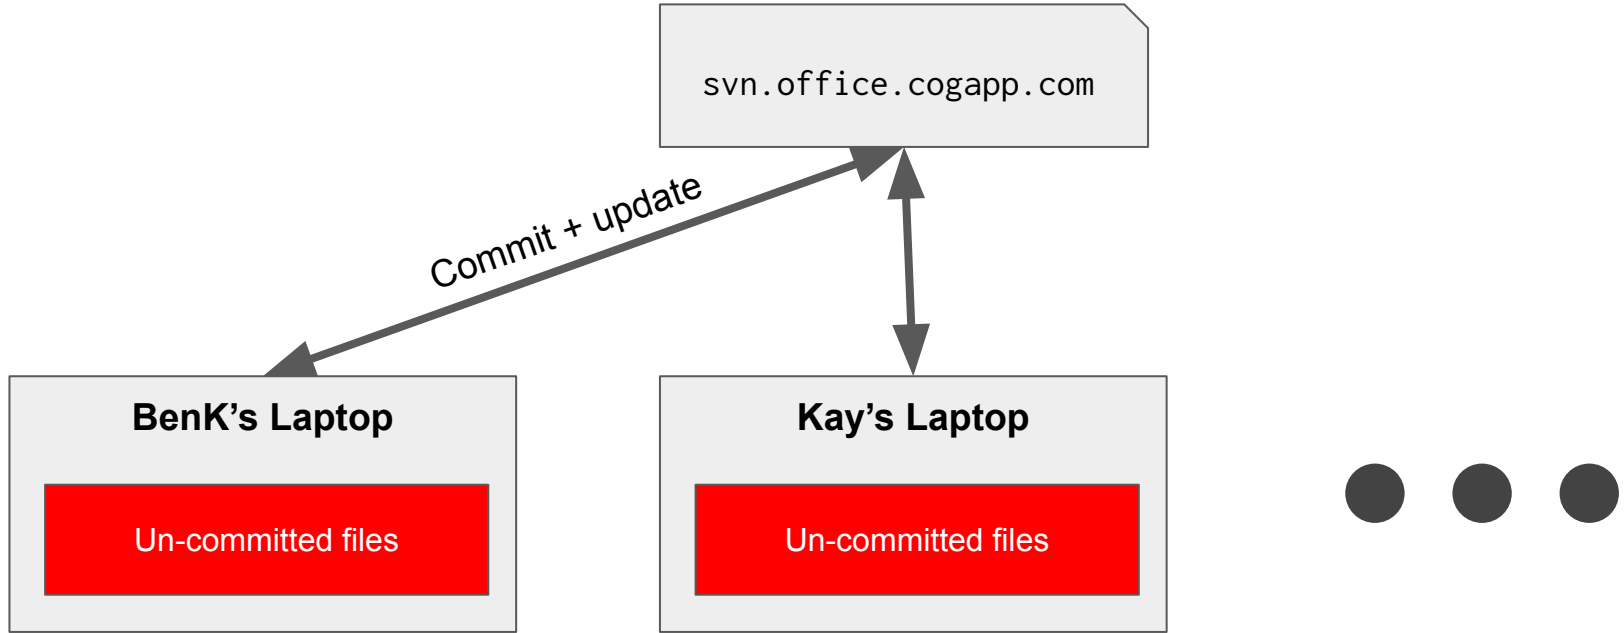 svn.office.cogapp.com
Commit + update
BenK’s Laptop
Kay’s Laptop
Un-committed files
Un-committed files